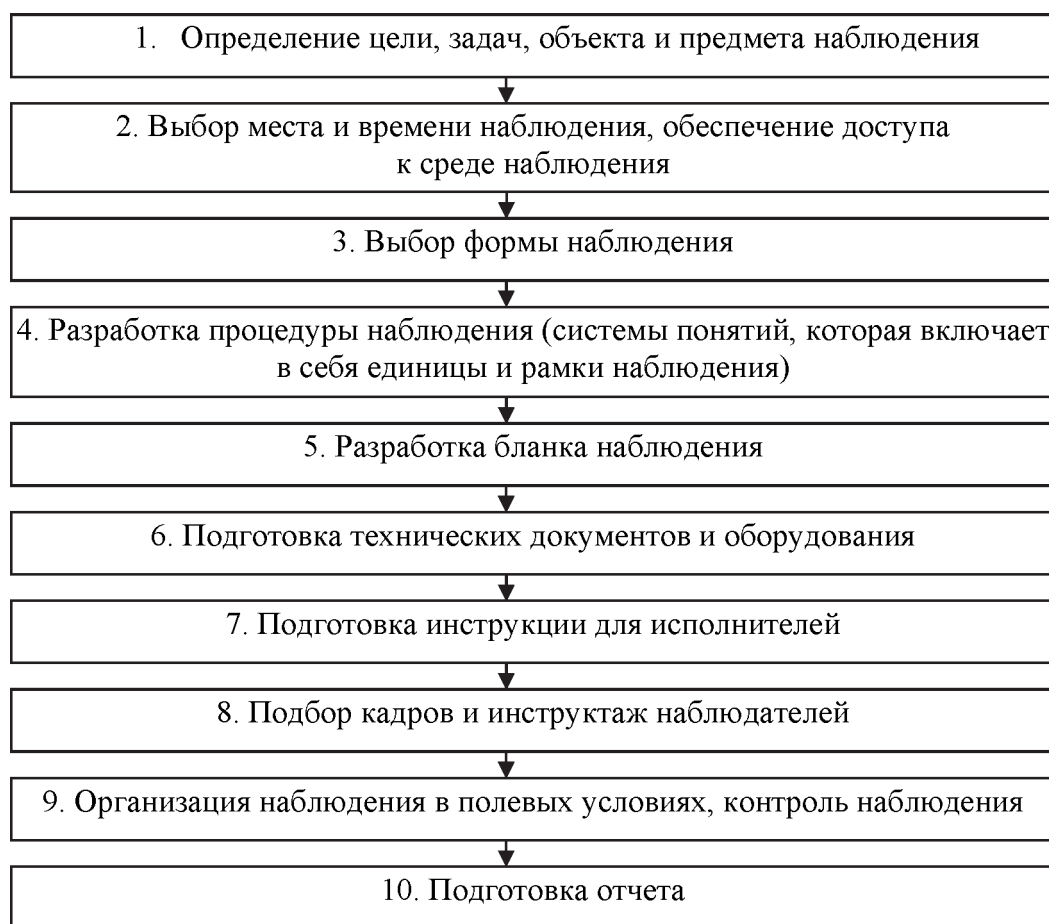 1. Определение цели, задач, объекта и предмета наблюдения
2. Выбор места и времени наблюдения, обеспечение доступа
к среде наблюдения
3. Выбор формы наблюдения
4. Разработка процедуры наблюдения (системы понятий, которая включает
в себя единицы и рамки наблюдения)
5. Разработка бланка наблюдения
6. Подготовка технических документов и оборудования
7. Подготовка инструкции для исполнителей
8. Подбор кадров и инструктаж наблюдателей
9. Организация наблюдения в полевых условиях, контроль наблюдения
10. Подготовка отчета